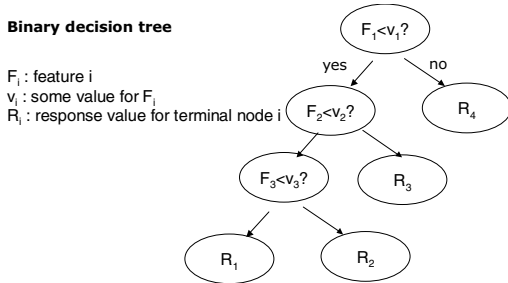 Binary decision tree
F₁<v₁?
yes
no
Fᵢ : feature i
vᵢ : some value for Fᵢ
Rᵢ : response value for terminal node i
F₂<v₂?
R₄
F₃<v₃?
R₃
R₁
R₂